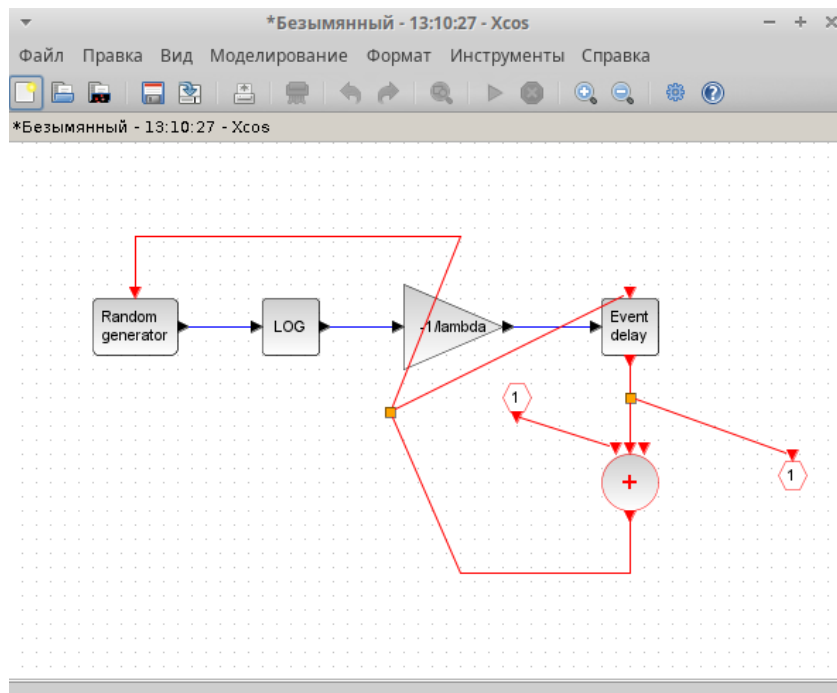 *Безымянный - 13:10:27 - Xcos
Файл Правка Вид Моделирование Формат Инструменты Справка
*Безымянный - 13:10:27 - Xcos
Random
generator
LOG
-1/lambda
Event
delay
1
+
1